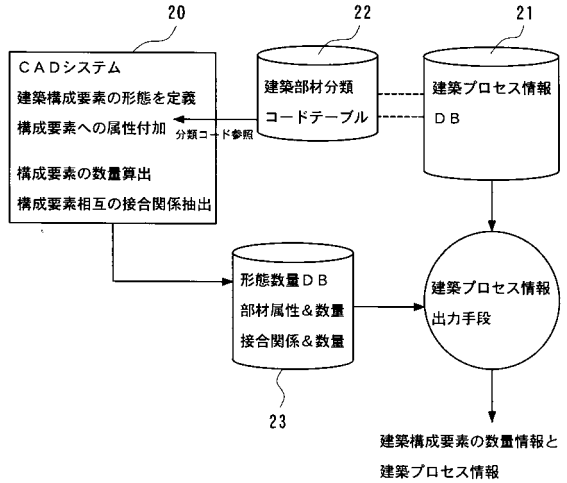 20
22
21
CADシステム
建築構成要素の形態を定義
構成要素への属性付加
構成要素の数量算出
構成要素相互の接合関係抽出
分類コード参照
建築部材分類
コードテーブル
建築プロセス情報
DB
形態数量DB
部材属性&数量
接合関係&数量
23
建築プロセス情報
出力手段
建築構成要素の数量情報と
建築プロセス情報